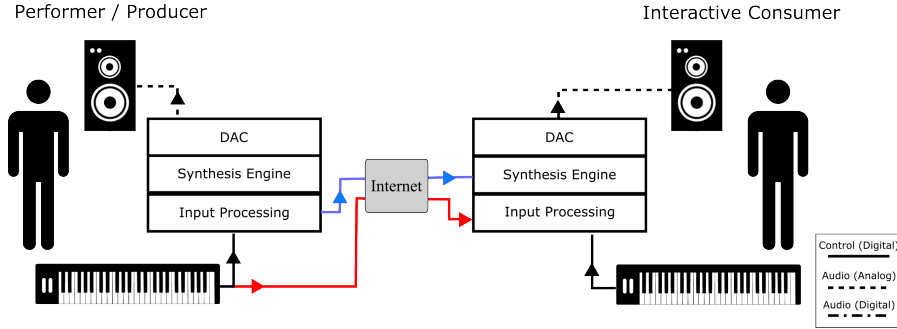 Performer / Producer
Interactive Consumer
DAC
Synthesis Engine
Input Processing
Internet
DAC
Synthesis Engine
Input Processing
Control (Digital)
Audio (Analog)
Audio (Digital)